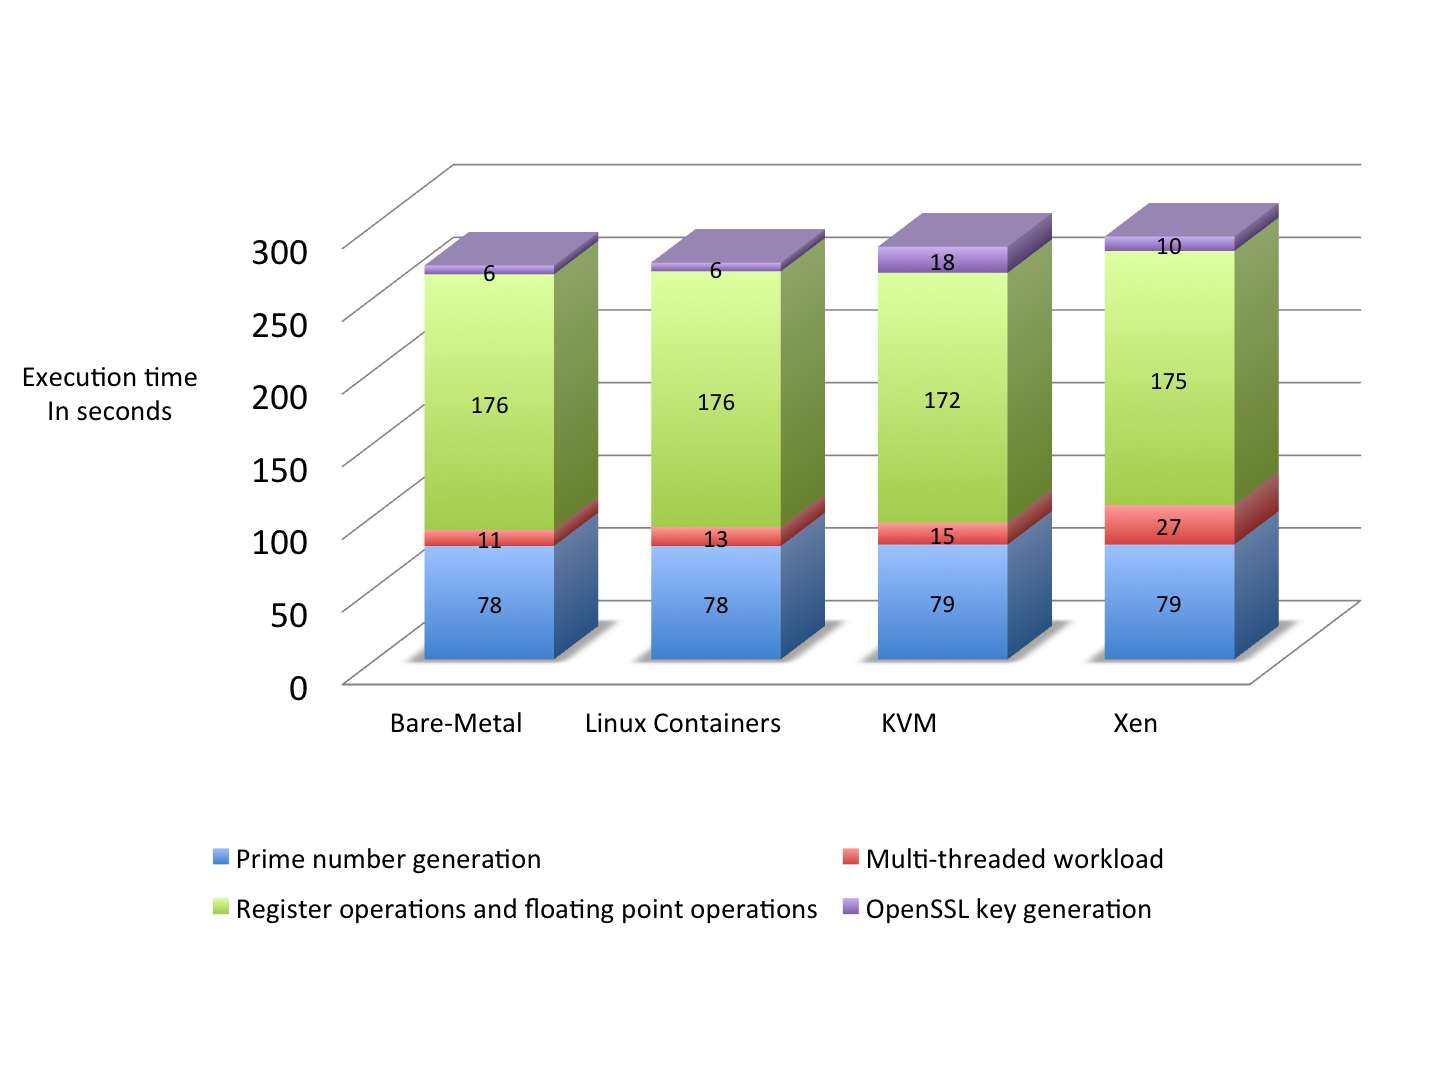 300
250
200
150
100
50
0
Execution time
In seconds
6
6
18
10
176
176
172
175
11
13
15
27
78
78
79
79
Bare-Metal
Linux Containers
KVM
Xen
Prime number generation
Multi-threaded workload
Register operations and floating point operations
OpenSSL key generation